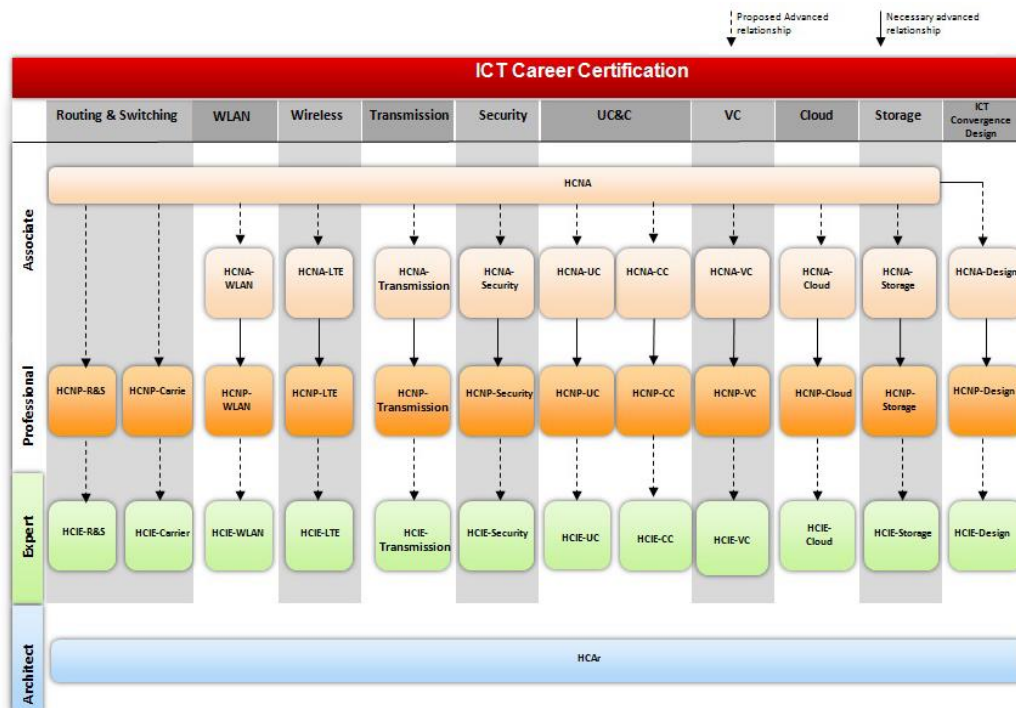 Proposed Advanced
relationship
Necessary advanced
relationship
ICT Career Certification
Routing & Switching
WLAN
Wireless
Transmission
Security
UC&C
VC
Cloud
Storage
ICT
Convergence
Design
Associate
HCNA
HCNA-
WLAN
HCNA-LTE
HCNA-
Transmission
HCNA-
Security
HCNA-UC
HCNA-CC
HCNA-VC
HCNA-
Cloud
HCNA-
Storage
HCNA-Design
Professional
HCNP-R&S
HCNP-Carrie
HCNP-
WLAN
HCNP-LTE
HCNP-
Transmission
HCNP-Security
HCNP-UC
HCNP-CC
HCNP-VC
HCNP-Cloud
HCNP-
Storage
HCNP-Design
Expert
HCIE-R&S
HCIE-Carrier
HCIE-WLAN
HCIE-LTE
HCIE-
Transmission
HCIE-Security
HCIE-UC
HCIE-CC
HCIE-VC
HCIE-
Cloud
HCIE-Storage
HCIE-Design
Architect
HCAr